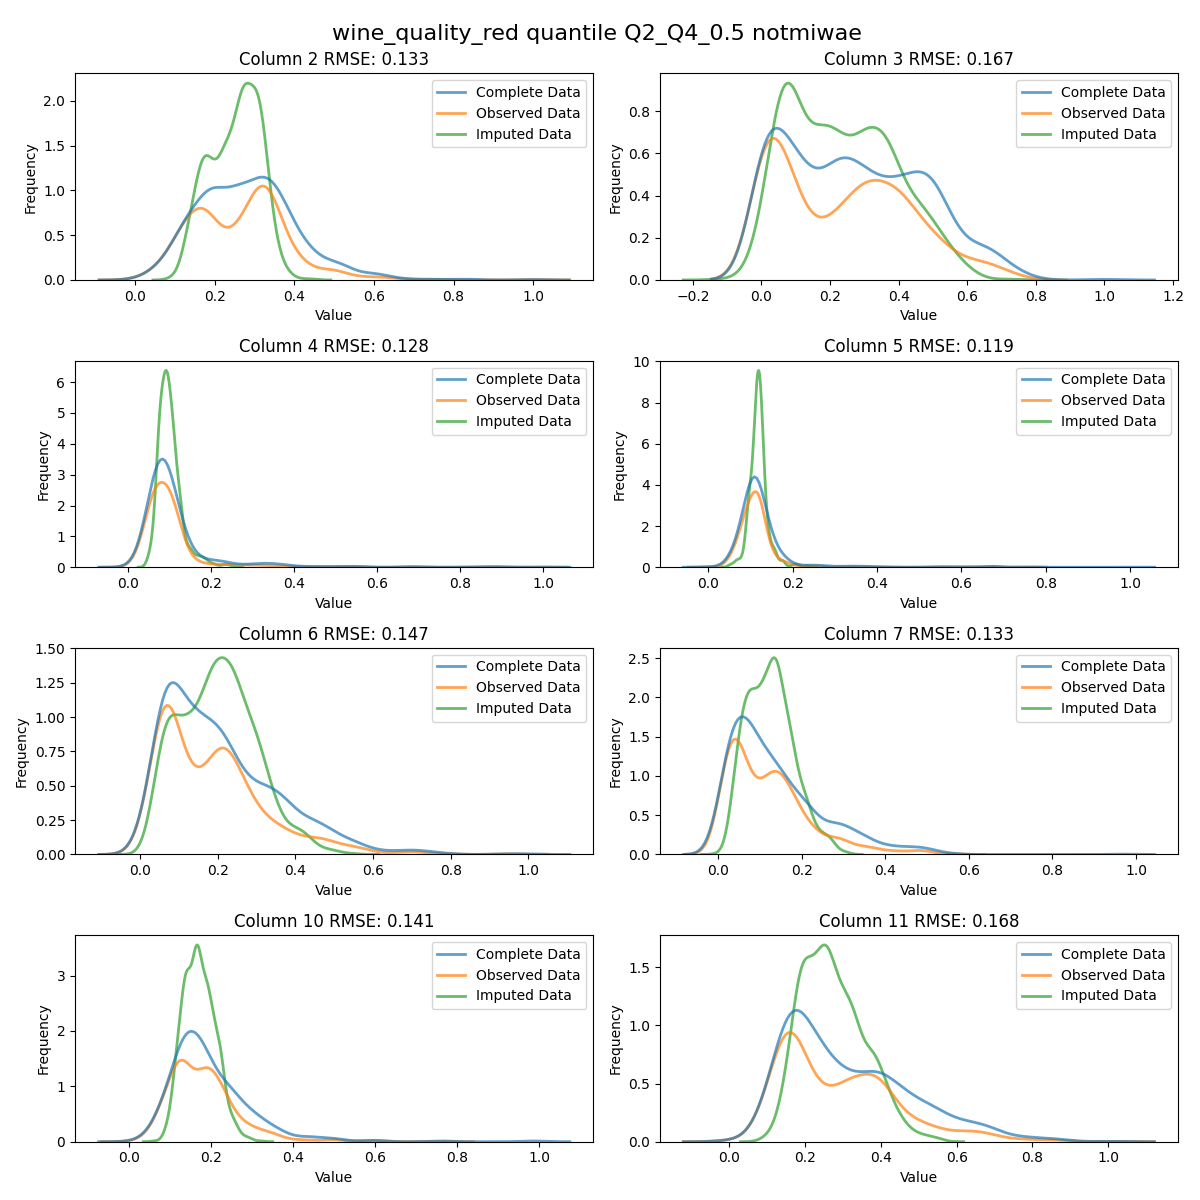 wine_quality_red quantile Q2_Q4_0.5 notmiwae
Column 2 RMSE: 0.133
Complete Data
Observed Data
Imputed Data
Frequency
2.0
1.5
1.0
0.5
0.0
0.0
0.2
0.4
0.6
0.8
1.0
Value
Column 3 RMSE: 0.167
Complete Data
Observed Data
Imputed Data
Frequency
0.8
0.6
0.4
0.2
0.0
−0.2
0.0
0.2
0.4
0.6
0.8
1.0
1.2
Value
Column 4 RMSE: 0.128
Complete Data
Observed Data
Imputed Data
Frequency
6
5
4
3
2
1
0
0.0
0.2
0.4
0.6
0.8
1.0
Value
Column 5 RMSE: 0.119
Complete Data
Observed Data
Imputed Data
Frequency
10
8
6
4
2
0
0.0
0.2
0.4
0.6
0.8
1.0
Value
Column 6 RMSE: 0.147
Complete Data
Observed Data
Imputed Data
Frequency
1.50
1.25
1.00
0.75
0.50
0.25
0.00
0.0
0.2
0.4
0.6
0.8
1.0
Value
Column 7 RMSE: 0.133
Complete Data
Observed Data
Imputed Data
Frequency
2.5
2.0
1.5
1.0
0.5
0.0
0.0
0.2
0.4
0.6
0.8
1.0
Value
Column 10 RMSE: 0.141
Complete Data
Observed Data
Imputed Data
Frequency
3
2
1
0
0.0
0.2
0.4
0.6
0.8
1.0
Value
Column 11 RMSE: 0.168
Complete Data
Observed Data
Imputed Data
Frequency
1.5
1.0
0.5
0.0
0.0
0.2
0.4
0.6
0.8
1.0
Value